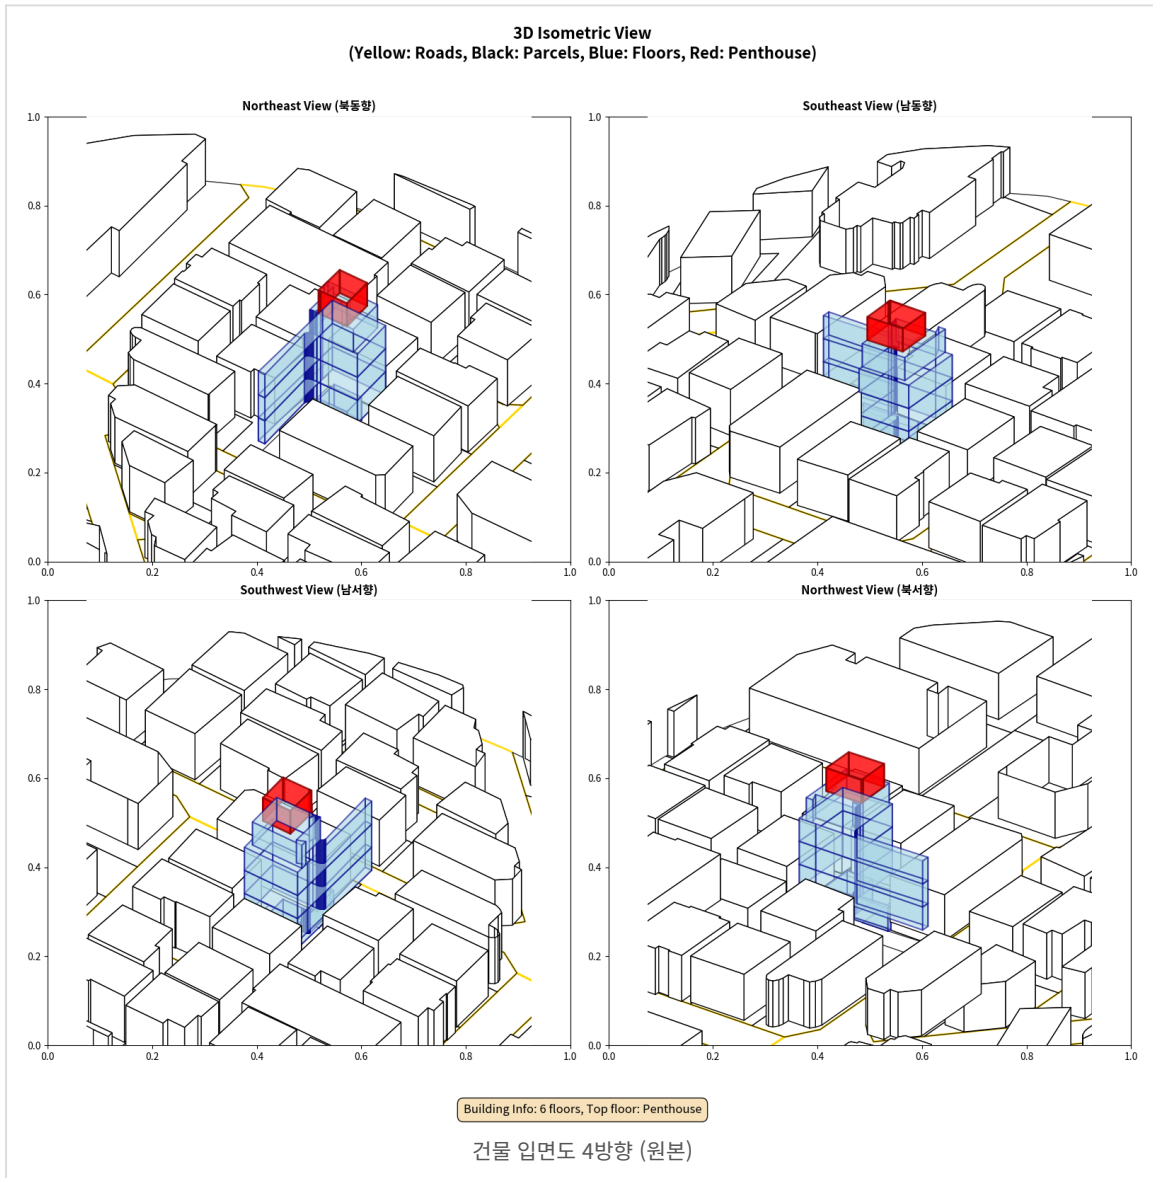 3D Isometric View
(Yellow: Roads, Black: Parcels, Blue: Floors, Red: Penthouse)
Northeast View (북동향)
1.0
0.8
0.6
0.4
0.2
0.0
0.0 0.2 0.4 0.6 0.8 1.0
Southeast View (남동향)
1.0
0.8
0.6
0.4
0.2
0.0
0.0 0.2 0.4 0.6 0.8 1.0
Southwest View (남서향)
1.0
0.8
0.6
0.4
0.2
0.0
0.0 0.2 0.4 0.6 0.8 1.0
Northwest View (북서향)
1.0
0.8
0.6
0.4
0.2
0.0
0.0 0.2 0.4 0.6 0.8 1.0
Building Info: 6 floors, Top floor: Penthouse
건물 입면도 4방향 (원본)